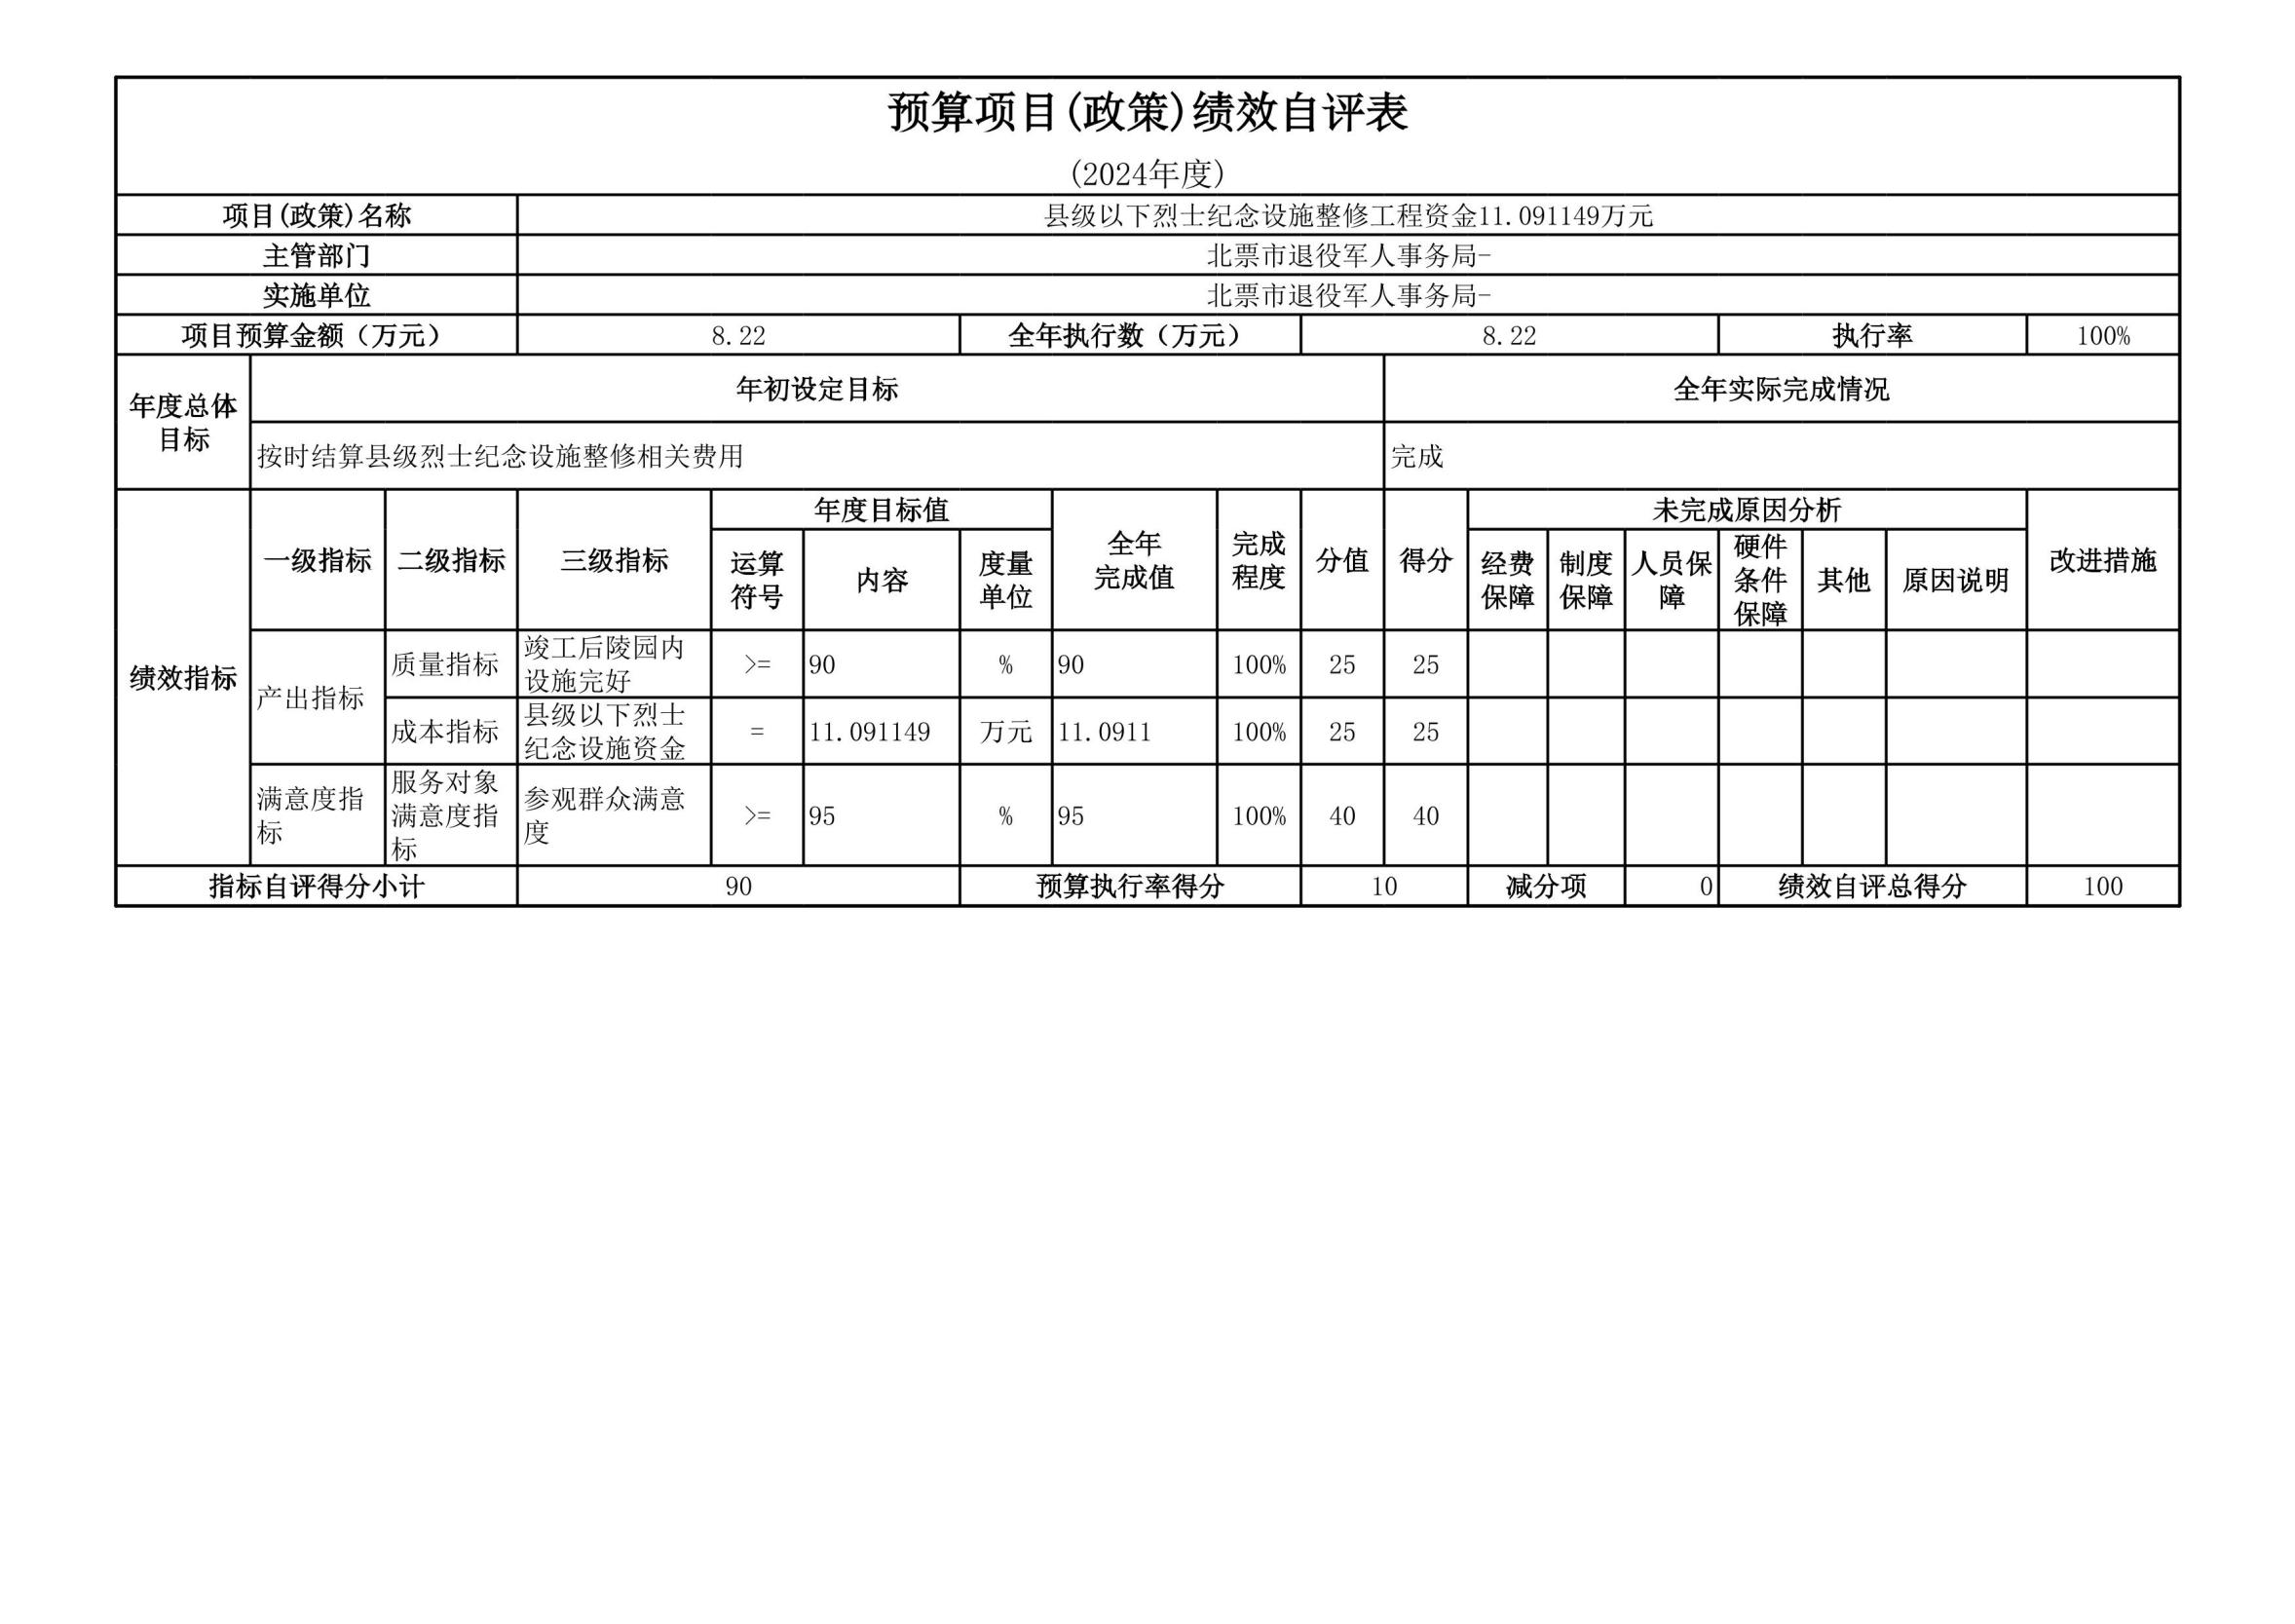 预算项目(政策)绩效自评表
(2024年度)
项目(政策)名称 县级以下烈士纪念设施整修工程资金11.091149万元
主管部门 北票市退役军人事务局-
实施单位 北票市退役军人事务局-
项目预算金额（万元） 8.22 全年执行数（万元） 8.22 执行率 100%
年度总体
目标
年初设定目标 全年实际完成情况
按时结算县级烈士纪念设施整修相关费用 完成
绩效指标
一级指标 二级指标 三级指标
年度目标值
运算
符号
内容
度量
单位
全年
完成值
完成
程度
分值 得分
未完成原因分析
经费
保障
制度
保障
人员保
障
硬件
条件
保障
其他 原因说明
改进措施
产出指标
质量指标
竣工后陵园内
设施完好
>= 90 % 90 100% 25 25
成本指标
县级以下烈士
纪念设施资金
= 11.091149 万元 11.0911 100% 25 25
满意度指
标
服务对象
满意度指
标
参观群众满意
度
>= 95 % 95 100% 40 40
指标自评得分小计 90 预算执行率得分 10 减分项 0 绩效自评总得分 100